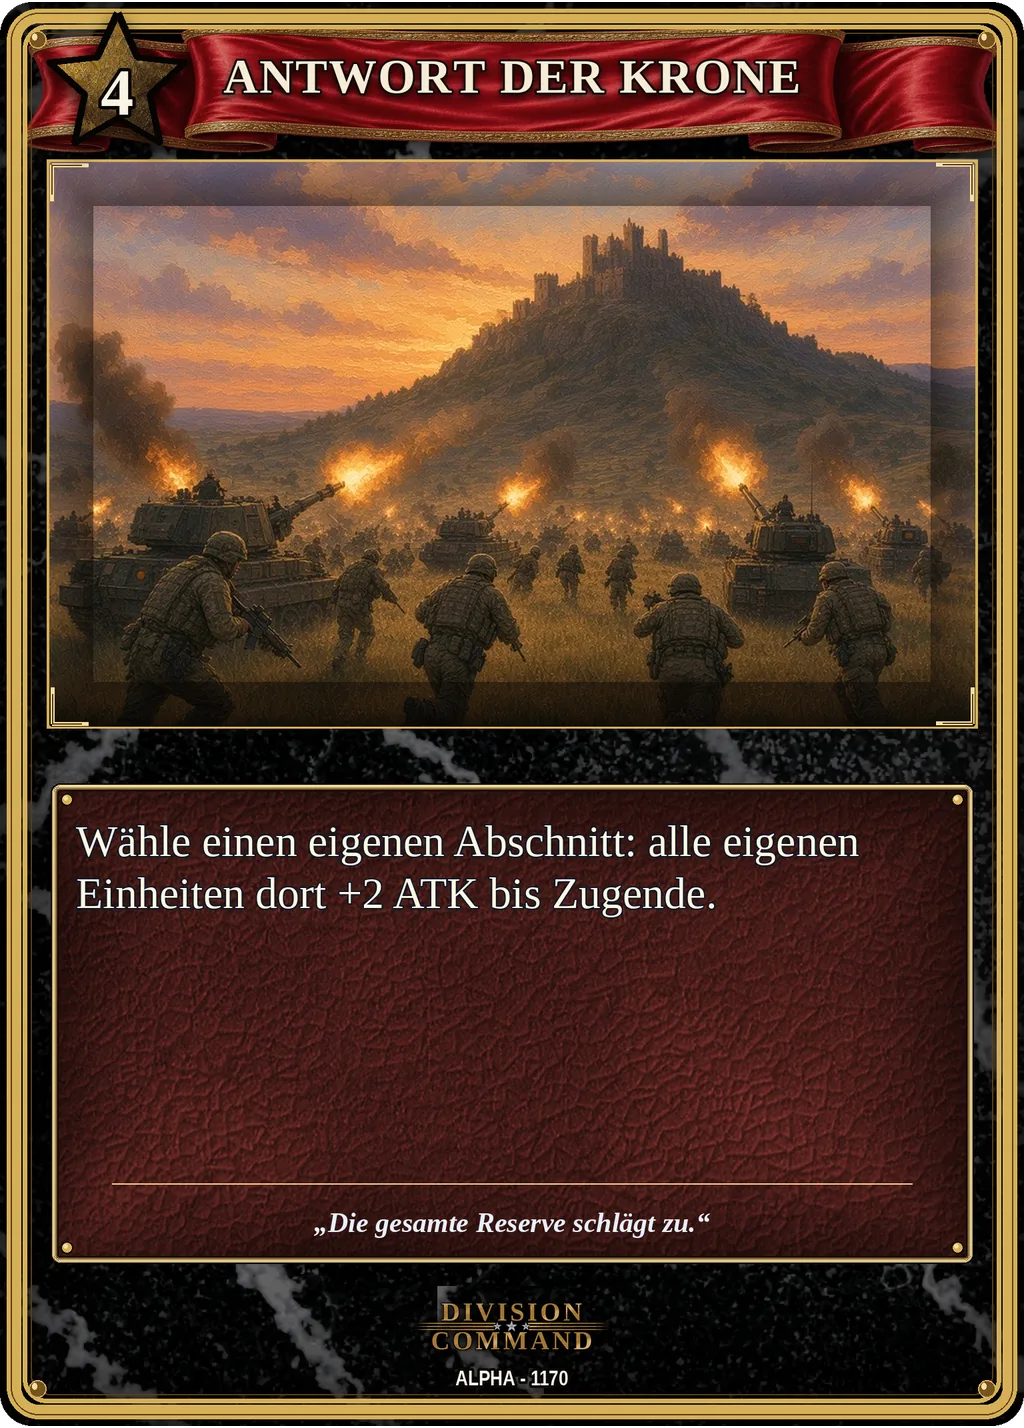 4
ANTWORT DER KRONE
Wähle einen eigenen Abschnitt: alle eigenen
Einheiten dort +2 ATK bis Zugende.
„Die gesamte Reserve schlägt zu.“
DIVISION
COMMAND
ALPHA - 1170